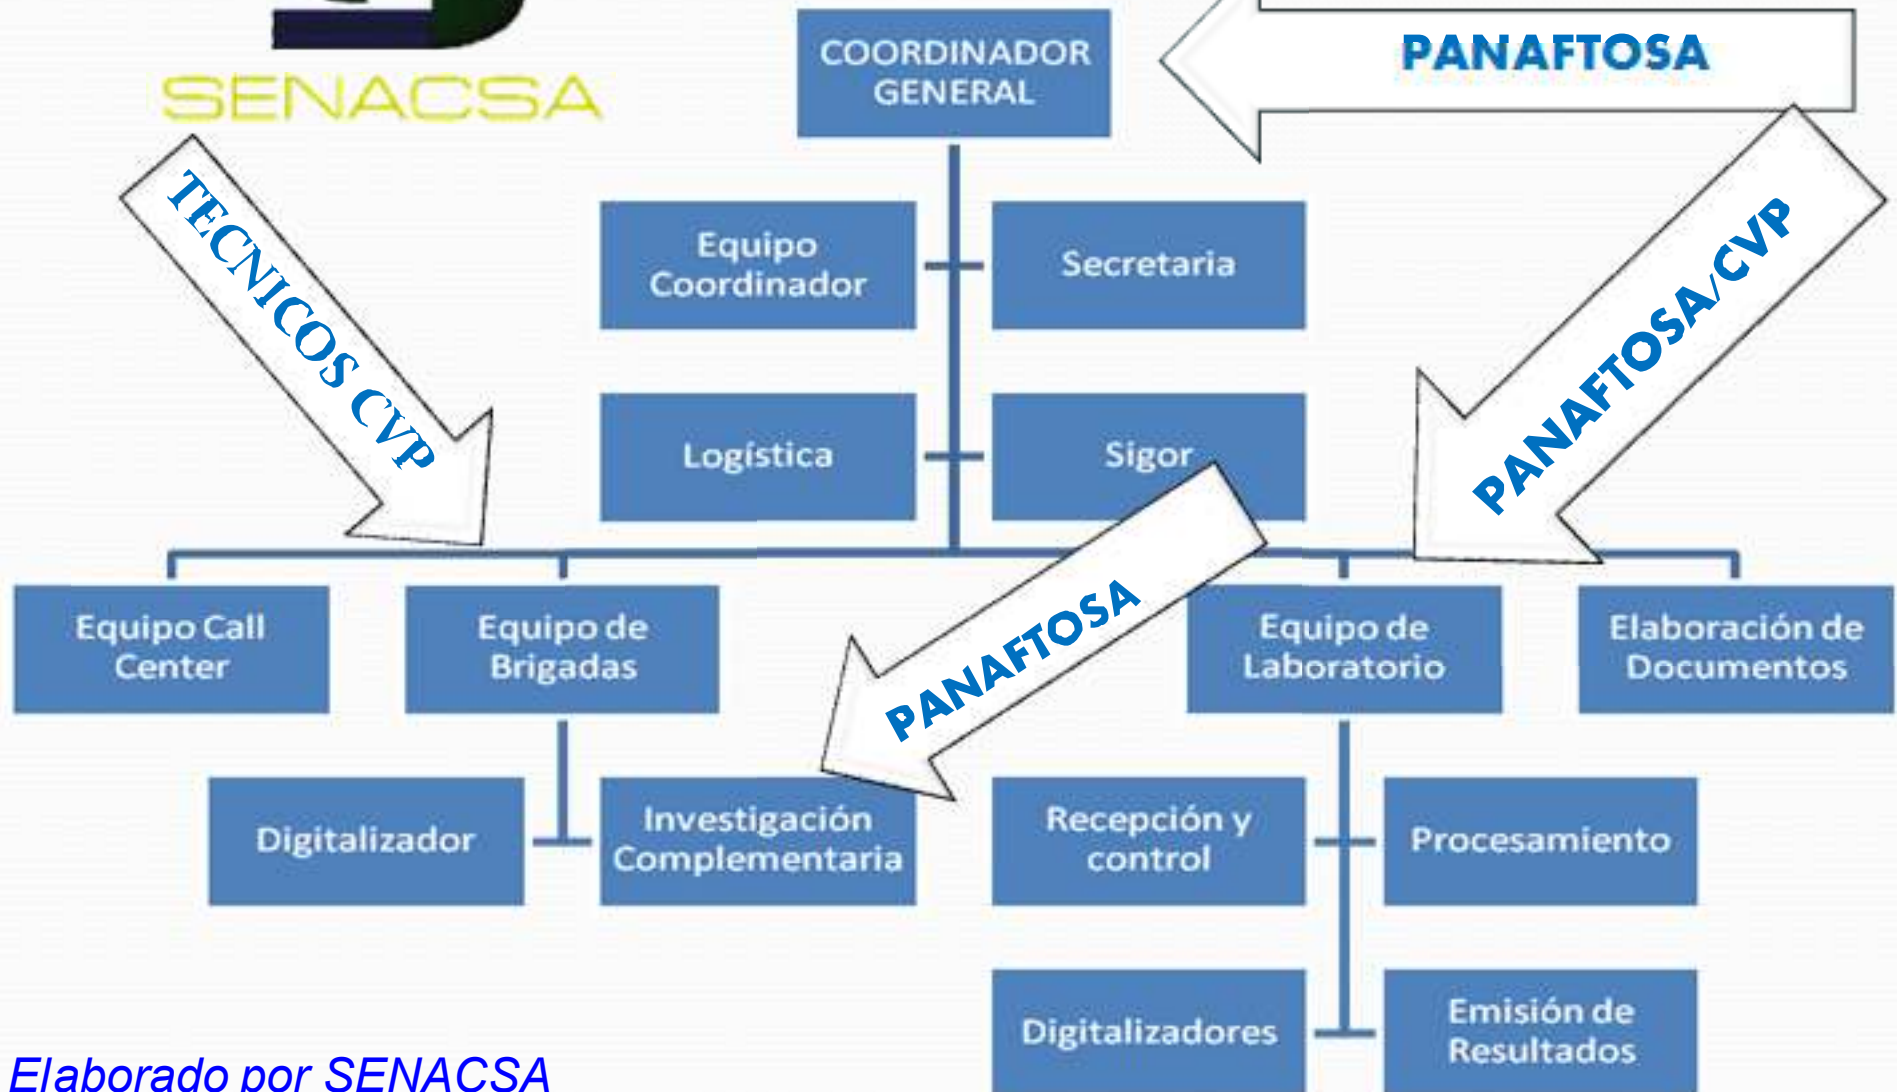 SENACSA
COORDINADOR
GENERAL
PANAFTOSA
TECNICOS CVP
Equipo
Coordinador
Secretaria
PANAFTOSA/CVP
Logística
Sigor
Equipo Call
Center
Equipo de
Brigadas
PANAFTOSA
Equipo de
Laboratorio
Elaboración de
Documentos
Digitalizador
Investigación
Complementaria
Recepción y
control
Procesamiento
Digitalizadores
Emisión de
Resultados
Elaborado por SENACSA